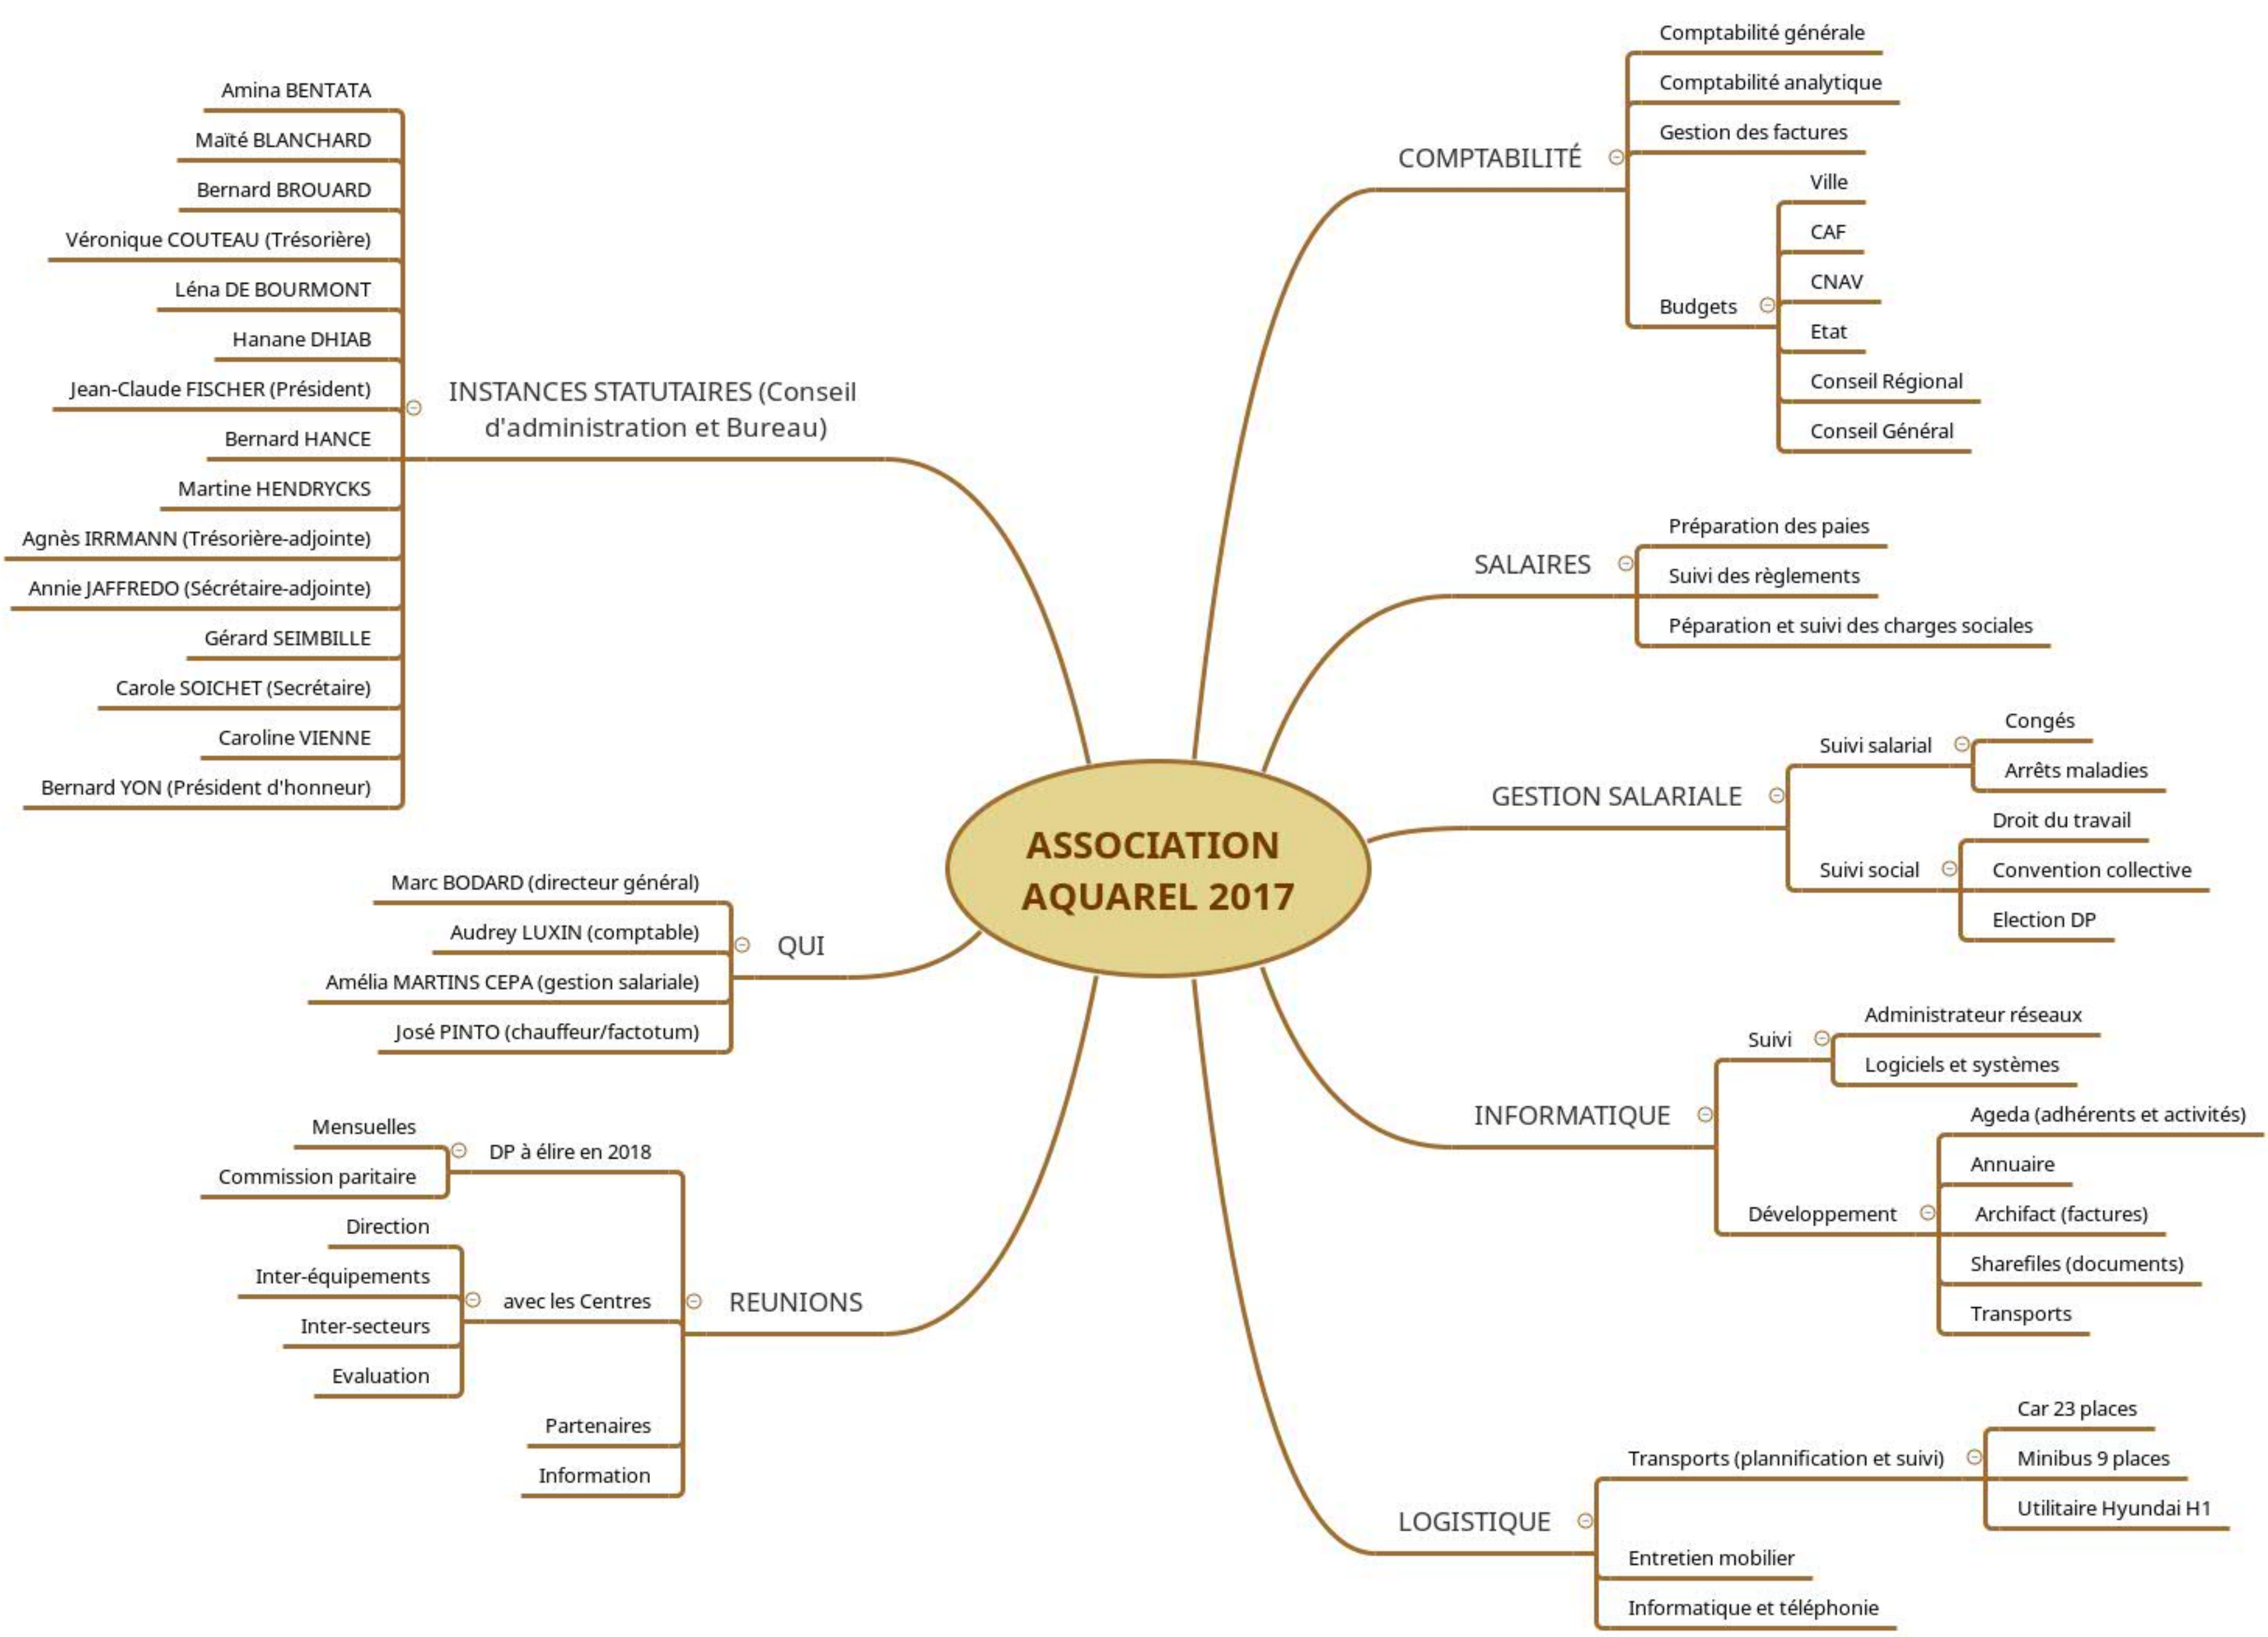 ASSOCIATION
AQUAREL 2017
COMPTABILITÉ
Comptabilité générale
Comptabilité analytique
Gestion des factures
Budgets
Ville
CAF
CNAV
Etat
Conseil Régional
Conseil Général
SALAIRES
Préparation des paies
Suivi des règlements
Péparation et suivi des charges sociales
GESTION SALARIALE
Suivi salarial
Congés
Arrêts maladies
Suivi social
Droit du travail
Convention collective
Election DP
INFORMATIQUE
Suivi
Administrateur réseaux
Logiciels et systèmes
Développement
Ageda (adhérents et activités)
Annuaire
Archifact (factures)
Sharefiles (documents)
Transports
LOGISTIQUE
Transports (plannification et suivi)
Car 23 places
Minibus 9 places
Utilitaire Hyundai H1
Entretien mobilier
Informatique et téléphonie
INSTANCES STATUTAIRES (Conseil
d'administration et Bureau)
Amina BENTATA
Maïté BLANCHARD
Bernard BROUARD
Véronique COUTEAU (Trésorière)
Léna DE BOURMONT
Hanane DHIAB
Jean-Claude FISCHER (Président)
Bernard HANCE
Martine HENDRYCKS
Agnès IRRMANN (Trésorière-adjointe)
Annie JAFFREDO (Sécrétaire-adjointe)
Gérard SEIMBILLE
Carole SOICHET (Secrétaire)
Caroline VIENNE
Bernard YON (Président d'honneur)
QUI
Marc BODARD (directeur général)
Audrey LUXIN (comptable)
Amélia MARTINS CEPA (gestion salariale)
José PINTO (chauffeur/factotum)
REUNIONS
DP à élire en 2018
Mensuelles
Commission paritaire
avec les Centres
Direction
Inter-équipements
Inter-secteurs
Evaluation
Partenaires
Information